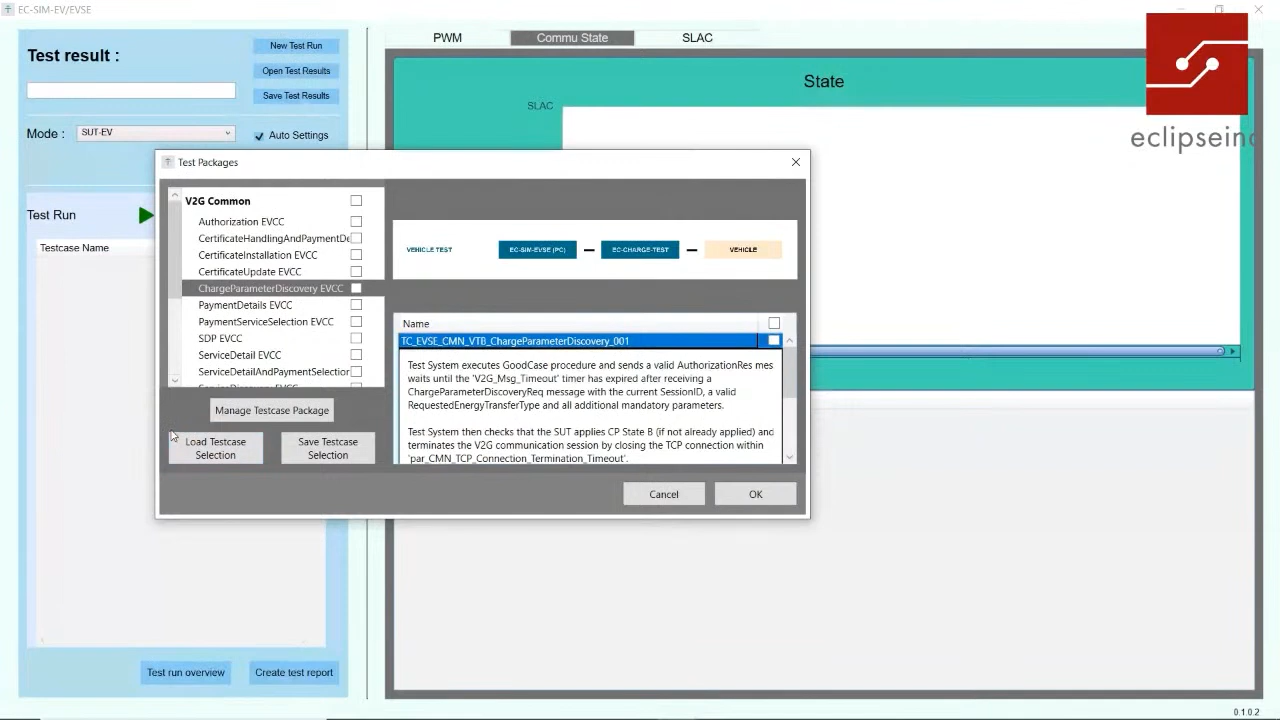 EC-SIM-EV/EVSE
Test result :
New Test Run
Open Test Results
Save Test Results
Mode :
SUT-EV
Auto Settings
Test Run
Testcase Name
Test run overview
Create test report
PWM
Commu State
SLAC
State
SLAC
eclipseinc
Test Packages
V2G Common
Authorization EVCC
CertificateHandlingAndPaymentDe
CertificateInstallation EVCC
CertificateUpdate EVCC
ChargeParameterDiscovery EVCC
PaymentDetails EVCC
PaymentServiceSelection EVCC
SDP EVCC
ServiceDetail EVCC
ServiceDetailAndPaymentSelection
ServiceDiscovery EVCC
Manage Testcase Package
Load Testcase
Selection
Save Testcase
Selection
VEHICLE TEST
EC-SIM-EVSE (PC)
EC-CHARGE-TEST
VEHICLE
Name
TC_EVSE_CMN_VTB_ChargeParameterDiscovery_001
Test System executes GoodCase procedure and sends a valid AuthorizationRes mes
waits until the 'V2G_Msg_Timeout' timer has expired after receiving a
ChargeParameterDiscoveryReq message with the current SessionID, a valid
RequestedEnergyTransferType and all additional mandatory parameters.
Test System then checks that the SUT applies CP State B (if not already applied) and
terminates the V2G communication session by closing the TCP connection within
'par_CMN_TCP_Connection_Termination_Timeout'.
Cancel
OK
0.1.0.2